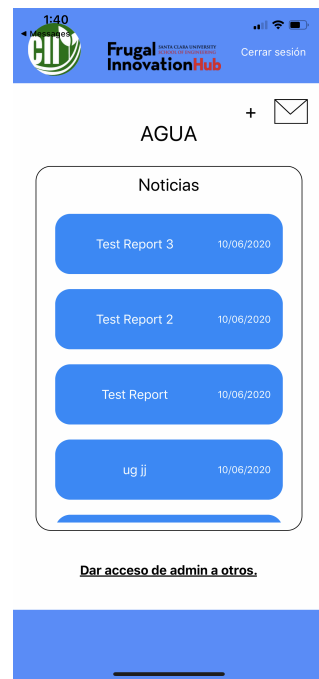 1:40
◀ Messages
Frugal SANTA CLARA UNIVERSITY
SCHOOL OF ENGINEERING
InnovationHub
Cerrar sesión
+
AGUA
Noticias
Test Report 3 10/06/2020
Test Report 2 10/06/2020
Test Report 10/06/2020
ug jj 10/06/2020
Dar acceso de admin a otros.